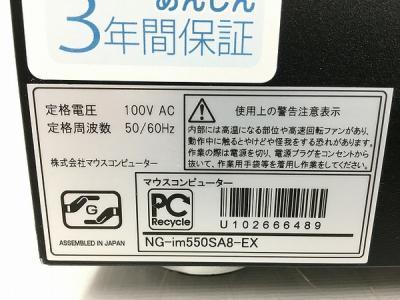 あんしん
3年間保証
定格電圧 100V AC
定格周波数 50/60Hz
株式会社マウスコンピューター
G
ASSEMBLED IN JAPAN
使用上の警告注意表示
内部には高温になる部位や高速回転ファンがあり、
動作中に触るとやけどや怪我をする恐れがあります。
作業の際は電源を切り、電源プラグをコンセントから
抜いて、作業用手袋等を着用し作業をしてください。
マウスコンピューター
PC
Recycle
U102666489
NG-im550SA8-EX